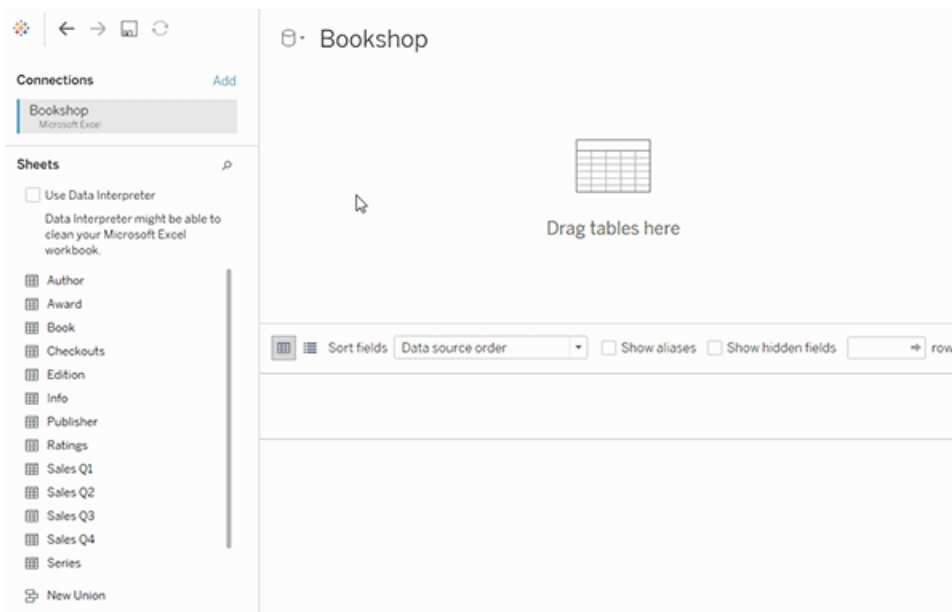 Bookshop
Connections
Add
Bookshop
Microsoft Excel
Sheets
Use Data Interpreter
Data Interpreter might be able to
clean your Microsoft Excel
workbook.
Author
Award
Book
Checkouts
Edition
Info
Publisher
Ratings
Sales Q1
Sales Q2
Sales Q3
Sales Q4
Series
New Union
Drag tables here
Sort fields Data source order Show aliases Show hidden fields row